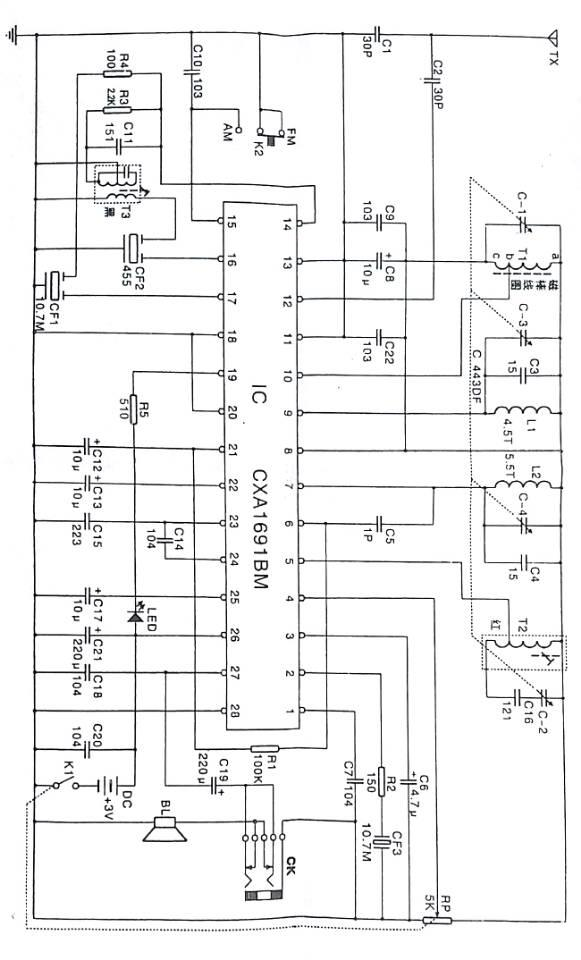 TX
C1
30P
C2
30P
C-1
T1
a
b
c
磁棒线圈
C-3
C3
15
C 443DF
L1
4.5T
L2
5.5T
C-4
C4
15
T2
红
C-2
C16
121
C9
103
C8
+
10μ
C22
103
C5
1P
C7
104
R2
150
CF3
10.7M
C6
+
4.7μ
RP
5K
FM
K2
AM
C10
103
14
13
12
11
10
9
8
7
6
5
4
3
2
1
IC CXA1691BM
15
16
17
18
19
20
21
22
23
24
25
26
27
28
R4
100
R3
2.2K
C11
151
T3
黑
CF2
455
CF1
10.7M
R5
510
C14
104
LED
R1
100K
C19
220μ
+
CK
BL
+
C12
10μ
+
C13
10μ
C15
223
+
C17
10μ
+
C21
220μ
C18
104
C20
104
K1
DC
+3V